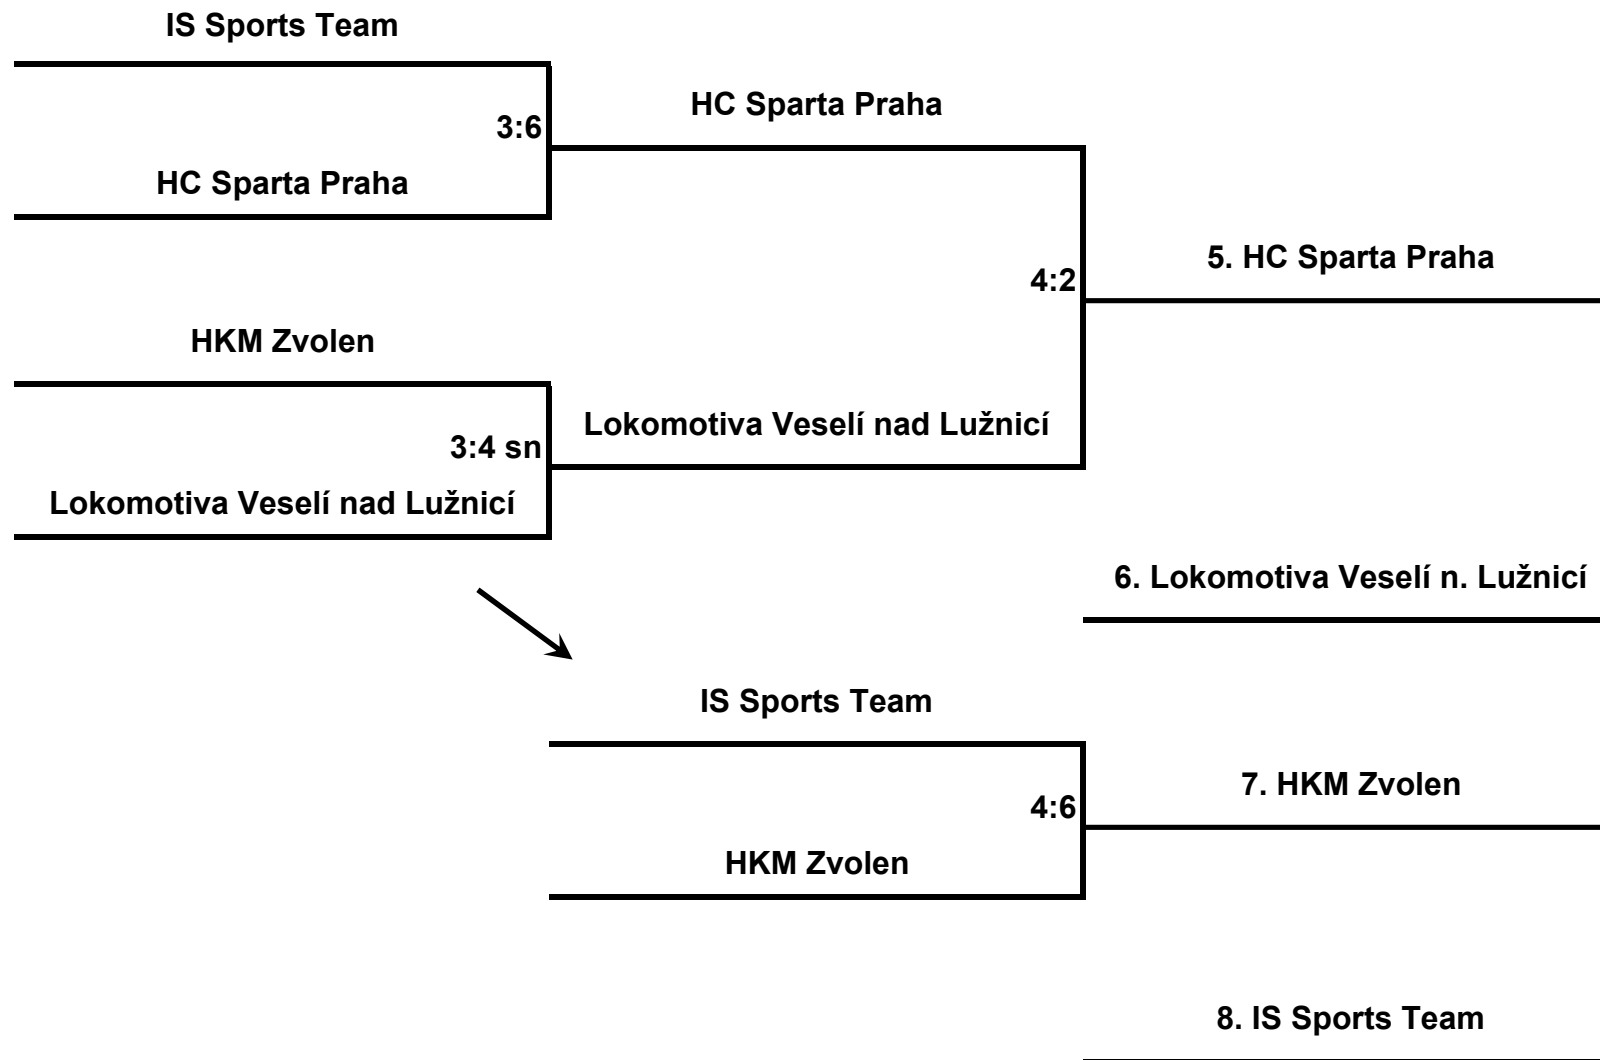 IS Sports Team
3:6
HC Sparta Praha
HC Sparta Praha
HKM Zvolen
3:4 sn
Lokomotiva Veselí nad Lužnicí
Lokomotiva Veselí nad Lužnicí
4:2
5. HC Sparta Praha
6. Lokomotiva Veselí n. Lužnicí
IS Sports Team
4:6
HKM Zvolen
7. HKM Zvolen
8. IS Sports Team